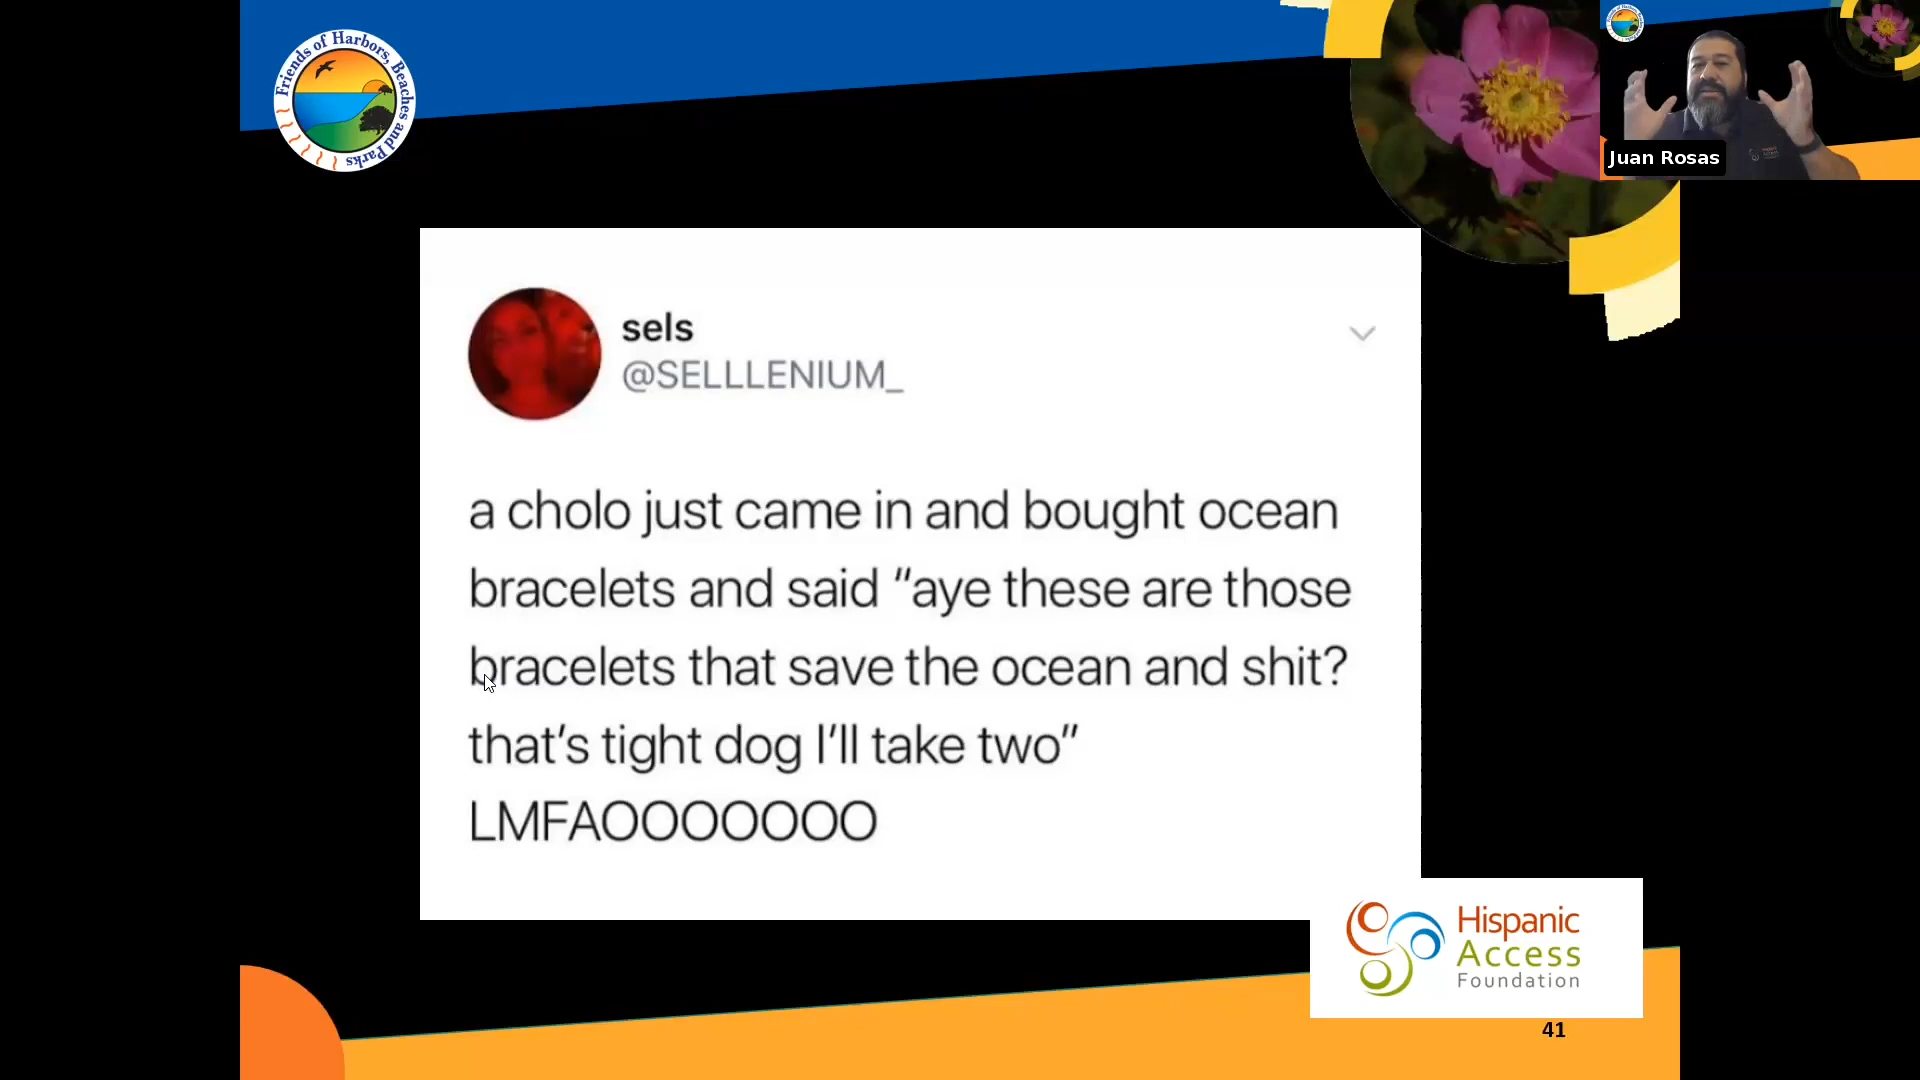 Friends of Harbors, Beaches and Parks
Juan Rosas
sels
@SELLLENIUM_
a cholo just came in and bought ocean
bracelets and said "aye these are those
bracelets that save the ocean and shit?
that's tight dog I'll take two"
LMFAOOOOOOO
Hispanic
Access
Foundation
41